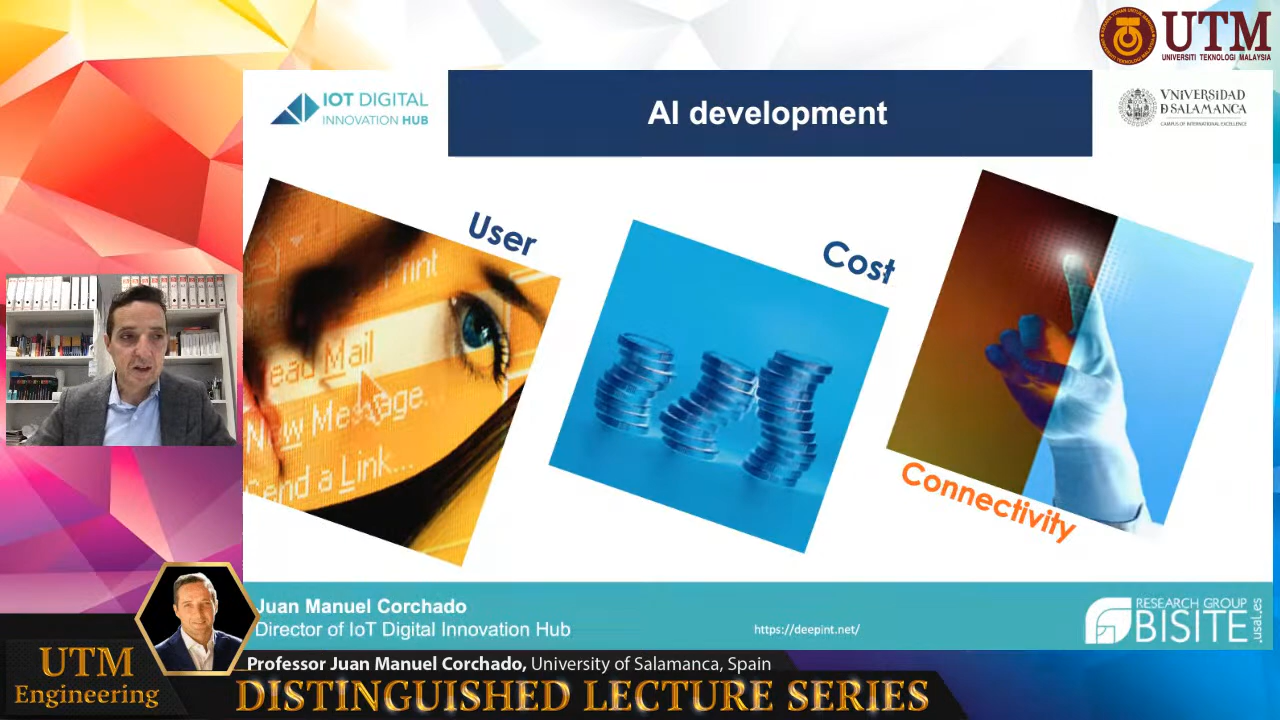 UTM
UNIVERSITI TEKNOLOGI MALAYSIA
IOT DIGITAL
INNOVATION HUB
AI development
VNIVERSIDAD
D SALAMANCA
CAMPUS OF INTERNATIONAL EXCELLENCE
User
Cost
Connectivity
Print
ead Mail
New Message.
Send a Link...
Juan Manuel Corchado
Director of IoT Digital Innovation Hub
https://deepint.net/
RESEARCH GROUP
BISITE
.usal.es
Professor Juan Manuel Corchado, University of Salamanca, Spain
UTM
Engineering
DISTINGUISHED LECTURE SERIES